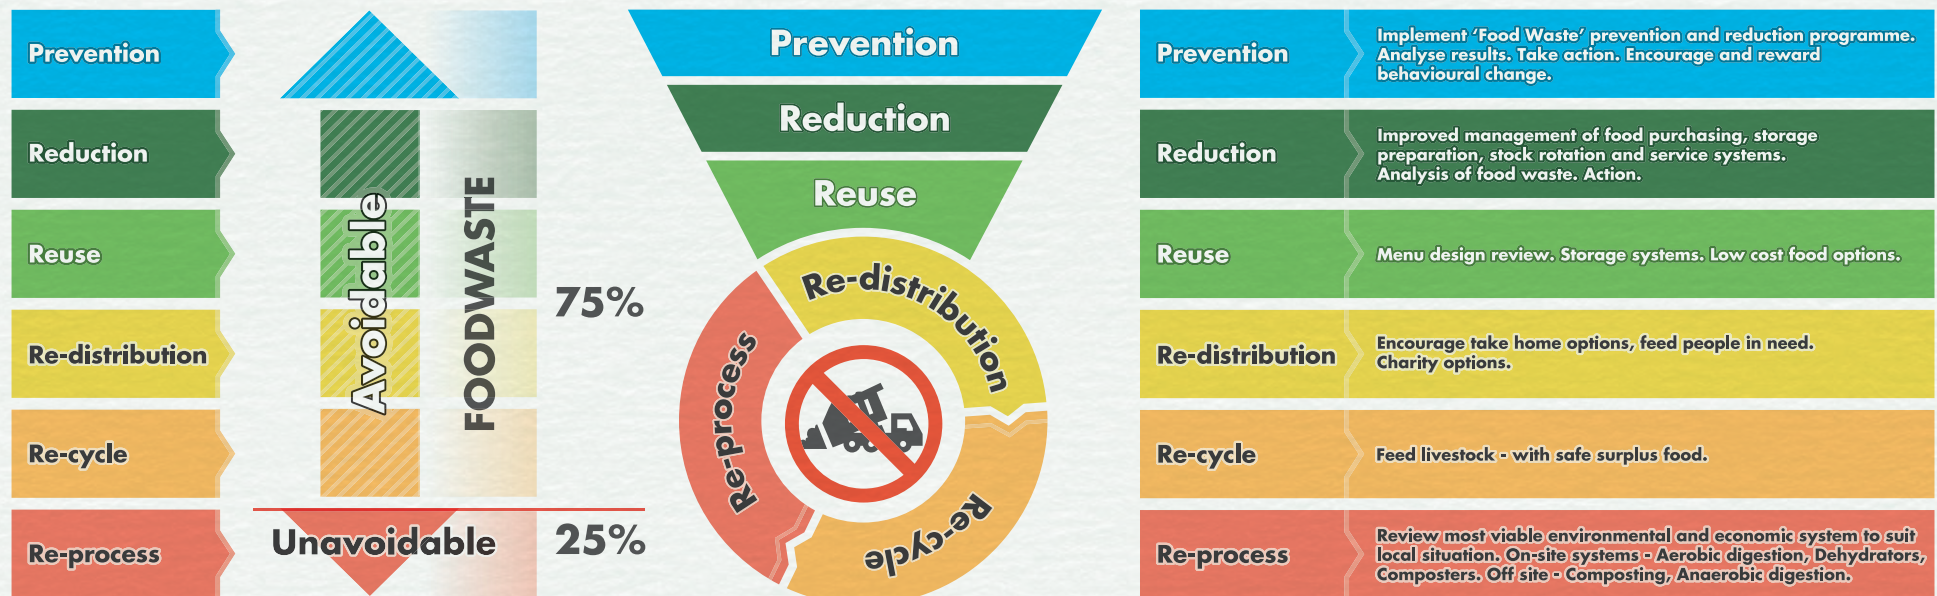 Prevention
Reduction
Reuse
Re-distribution
Re-cycle
Re-process
Avoidable
FOODWASTE
75%
Unavoidable
25%
Prevention
Reduction
Reuse
Re-distribution
Re-cycle
Re-process
Prevention
Implement ‘Food Waste’ prevention and reduction programme.
Analyse results. Take action. Encourage and reward
behavioural change.
Reduction
Improved management of food purchasing, storage
preparation, stock rotation and service systems.
Analysis of food waste. Action.
Reuse
Menu design review. Storage systems. Low cost food options.
Re-distribution
Encourage take home options, feed people in need.
Charity options.
Re-cycle
Feed livestock - with safe surplus food.
Re-process
Review most viable environmental and economic system to suit
local situation. On-site systems - Aerobic digestion, Dehydrators,
Composters. Off site - Composting, Anaerobic digestion.